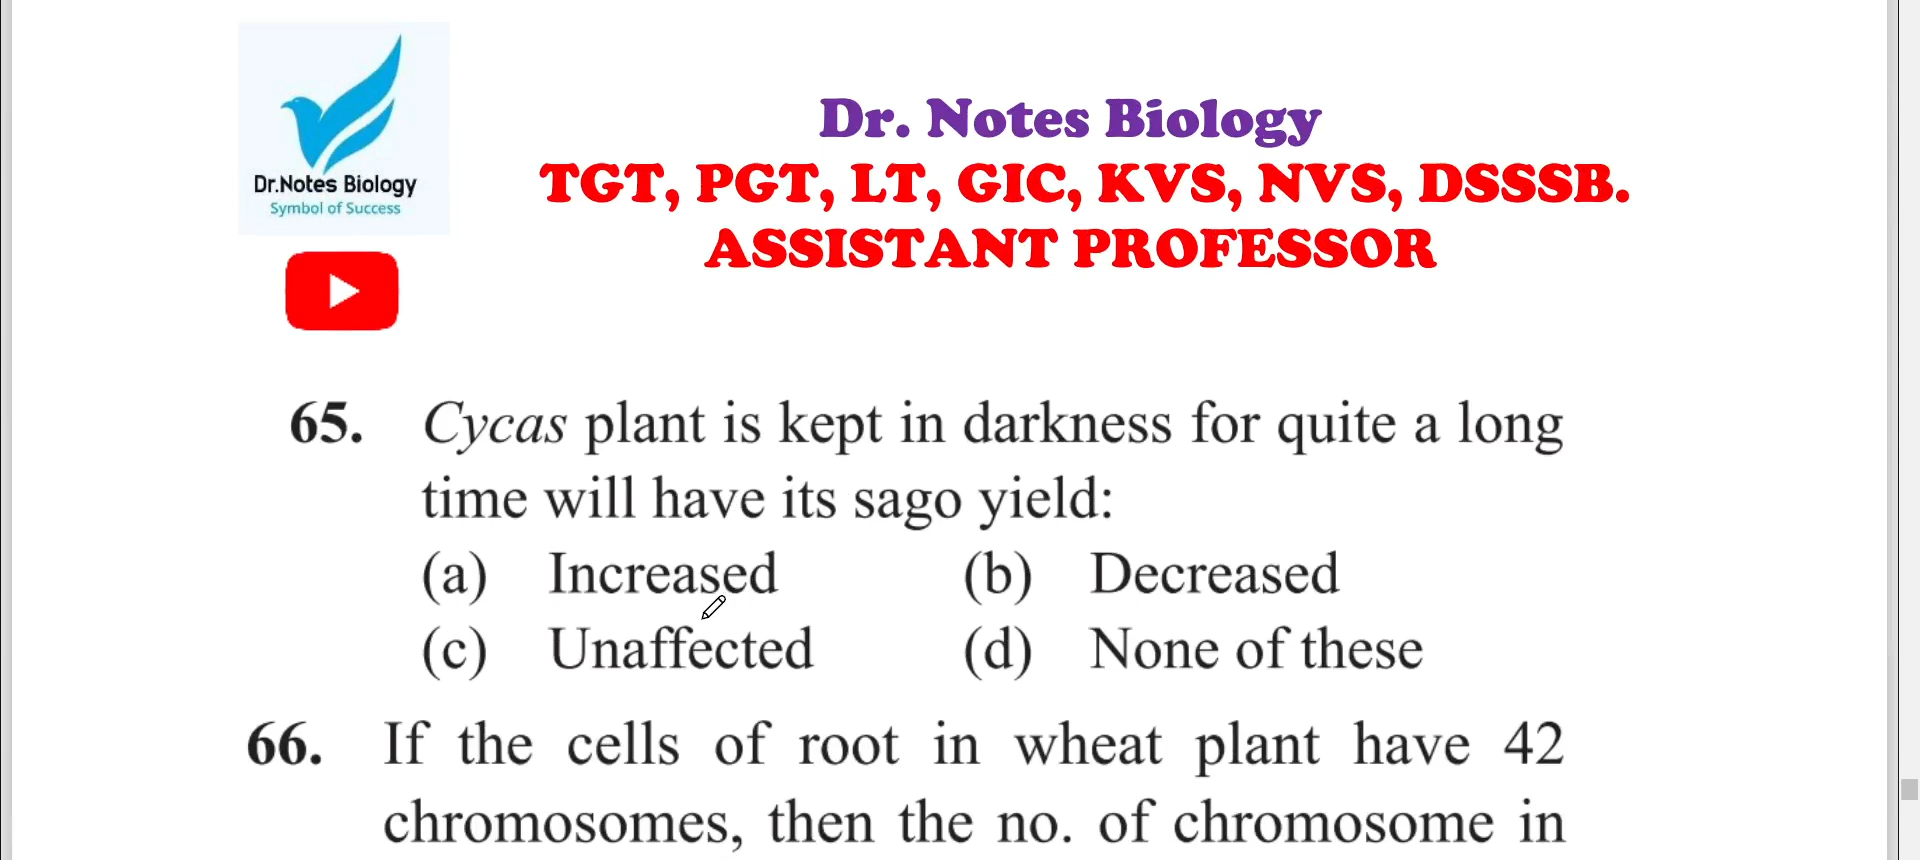 Dr.Notes Biology
Symbol of Success
Dr. Notes Biology
TGT, PGT, LT, GIC, KVS, NVS, DSSSB.
ASSISTANT PROFESSOR
65. Cycas plant is kept in darkness for quite a long
time will have its sago yield:
(a) Increased (b) Decreased
(c) Unaffected (d) None of these
66. If the cells of root in wheat plant have 42
chromosomes, then the no. of chromosome in